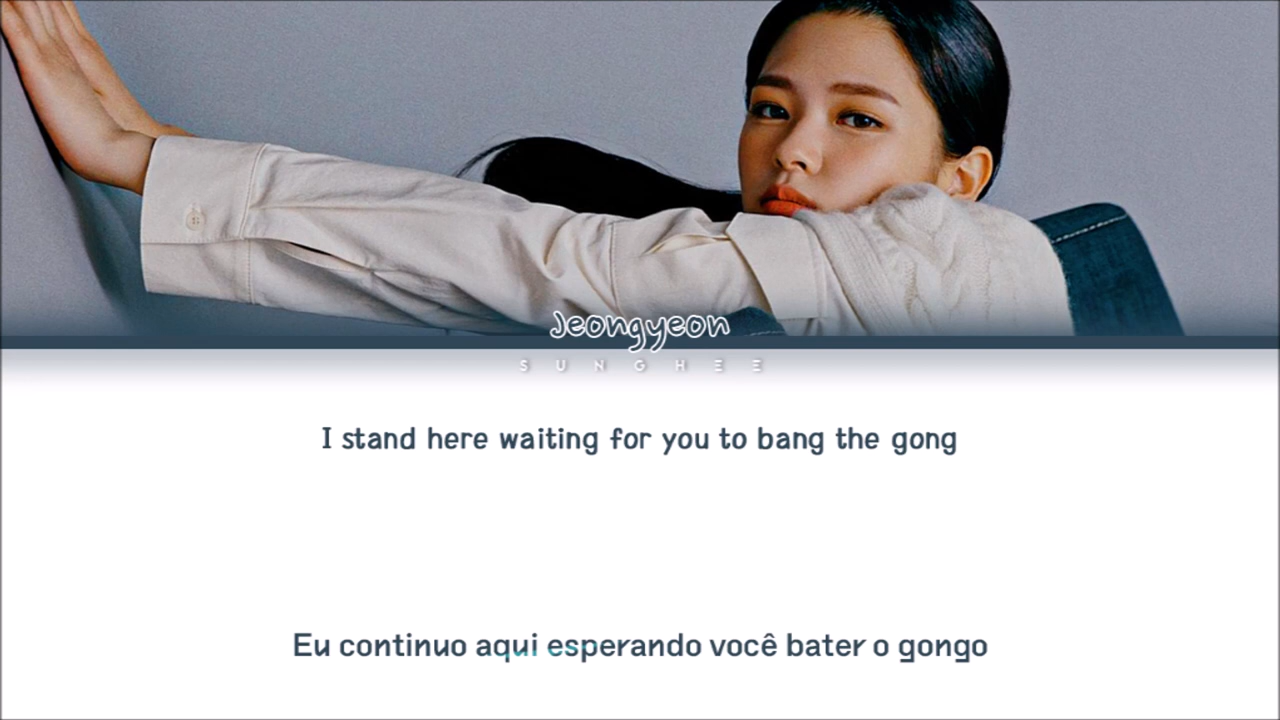 Jeongyeon
SUNGHEE
I stand here waiting for you to bang the gong
Eu continuo aqui esperando você bater o gongo